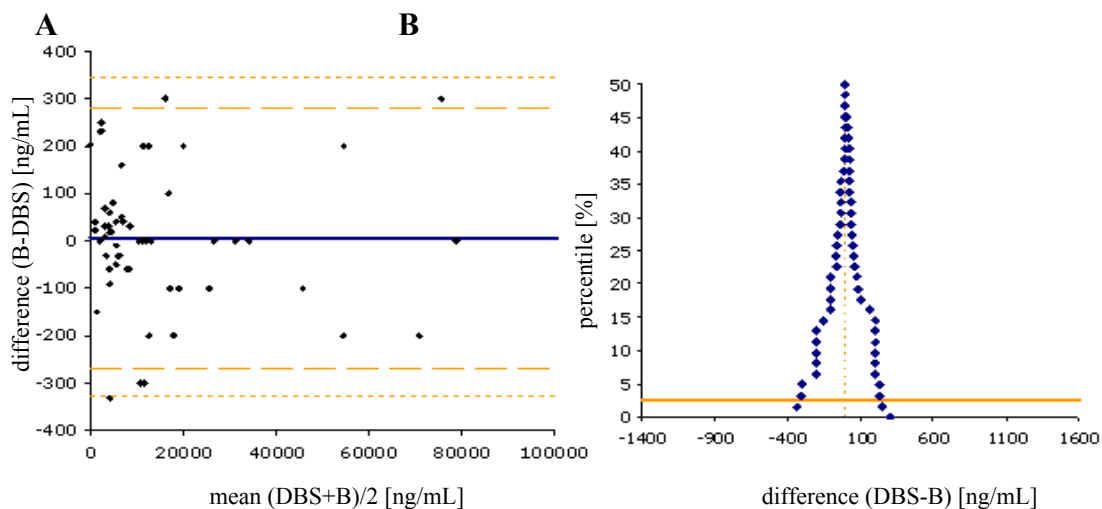 A
B
difference (B-DBS) [ng/mL]
400
300
200
100
0
-100
-200
-300
-400
0 20000 40000 60000 80000 100000
mean (DBS+B)/2 [ng/mL]
percentile [%]
50
45
40
35
30
25
20
15
10
5
0
-1400 -900 -400 100 600 1100 1600
difference (DBS-B) [ng/mL]